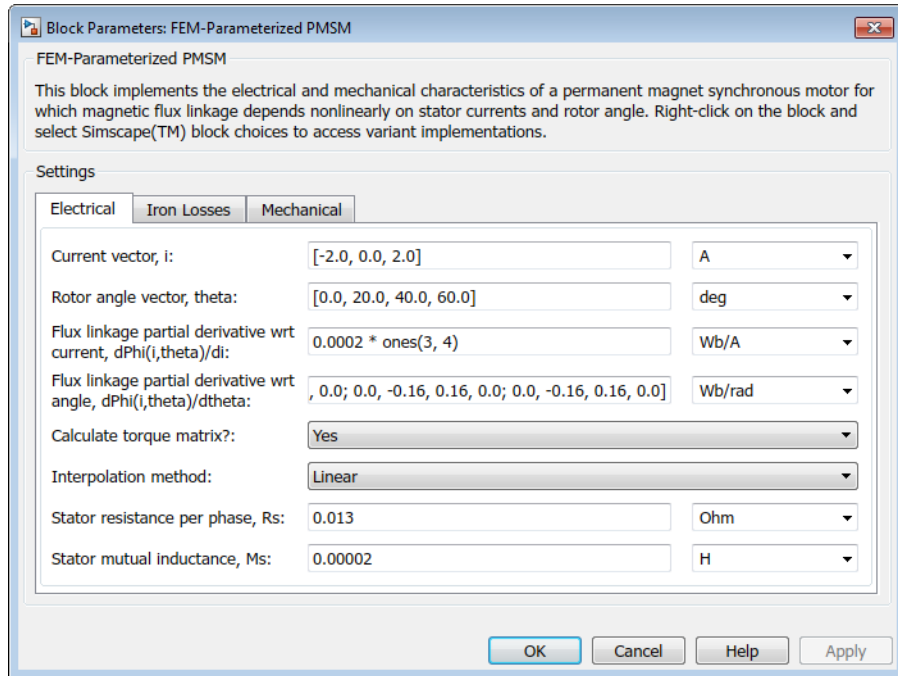 Block Parameters: FEM-Parameterized PMSM
FEM-Parameterized PMSM
This block implements the electrical and mechanical characteristics of a permanent magnet synchronous motor for
which magnetic flux linkage depends nonlinearly on stator currents and rotor angle. Right-click on the block and
select Simscape(TM) block choices to access variant implementations.
Settings
Electrical Iron Losses Mechanical
Current vector, i: [-2.0, 0.0, 2.0] A
Rotor angle vector, theta: [0.0, 20.0, 40.0, 60.0] deg
Flux linkage partial derivative wrt
current, dPhi(i,theta)/di: 0.0002 * ones(3, 4) Wb/A
Flux linkage partial derivative wrt
angle, dPhi(i,theta)/dtheta: , 0.0; 0.0, -0.16, 0.16, 0.0; 0.0, -0.16, 0.16, 0.0] Wb/rad
Calculate torque matrix?: Yes
Interpolation method: Linear
Stator resistance per phase, Rs: 0.013 Ohm
Stator mutual inductance, Ms: 0.00002 H
OK Cancel Help Apply